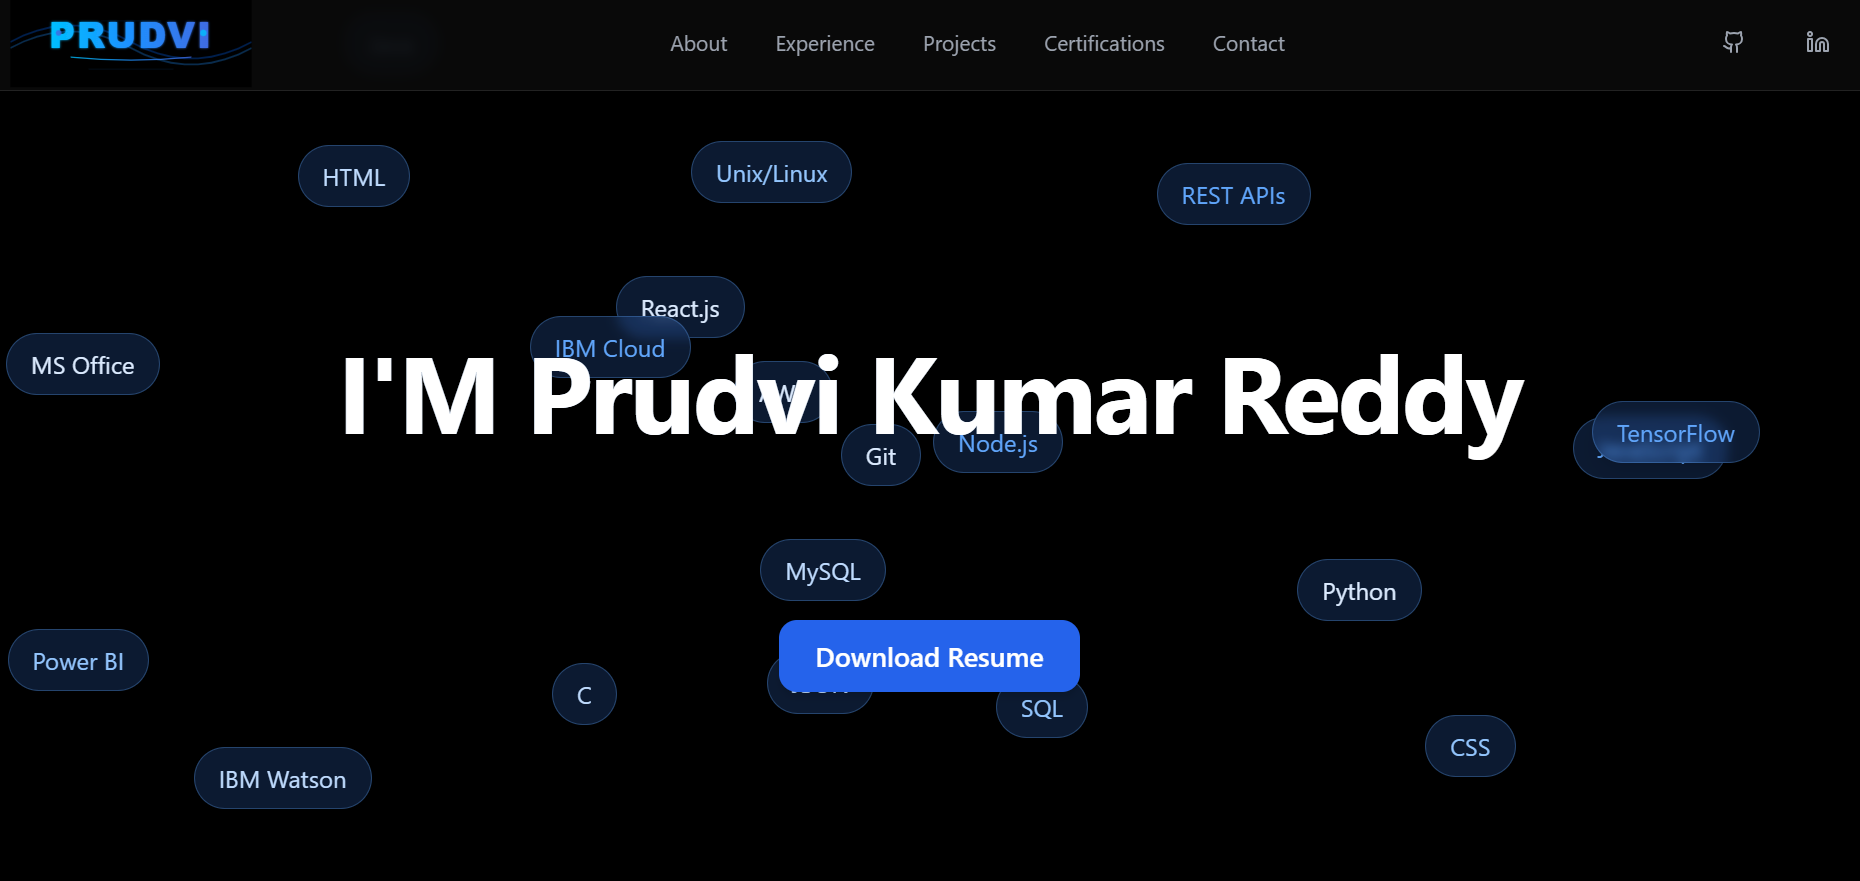 PRUDVI
About
Experience
Projects
Certifications
Contact
HTML
Unix/Linux
REST APIs
React.js
IBM Cloud
MS Office
I'M Prudvi Kumar Reddy
Git
Node.js
TensorFlow
MySQL
Python
Download Resume
Power BI
C
SQL
CSS
IBM Watson